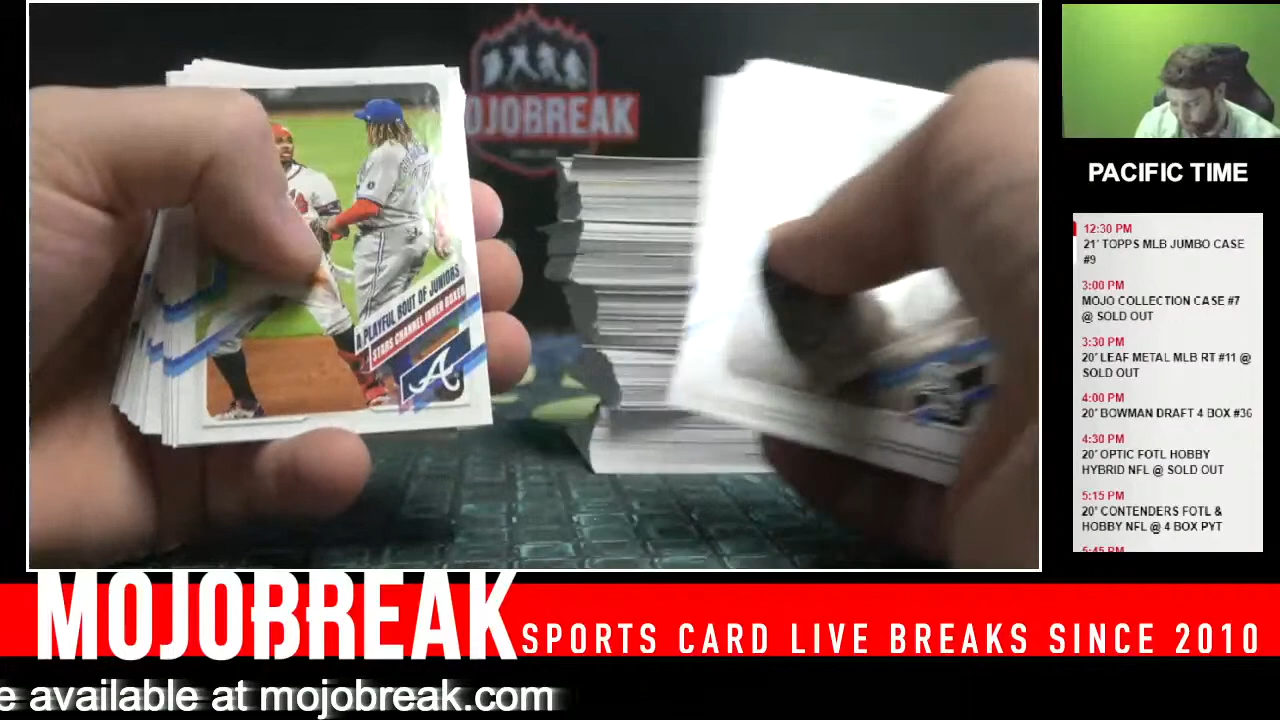 MOJOBREAK
A PLAYFUL BOUT OF JUNIORS
STARS CHANNEL INNER BOXER
A
PACIFIC TIME
12:30 PM
21' TOPPS MLB JUMBO CASE
#9
3:00 PM
MOJO COLLECTION CASE #7
@ SOLD OUT
3:30 PM
20' LEAF METAL MLB RT #11 @
SOLD OUT
4:00 PM
20' BOWMAN DRAFT 4 BOX #36
4:30 PM
20' OPTIC FOTL HOBBY
HYBRID NFL @ SOLD OUT
5:15 PM
20' CONTENDERS FOTL &
HOBBY NFL @ 4 BOX PYT
5:45 PM
MOJOBREAK
SPORTS CARD LIVE BREAKS SINCE 2010
e available at mojobreak.com